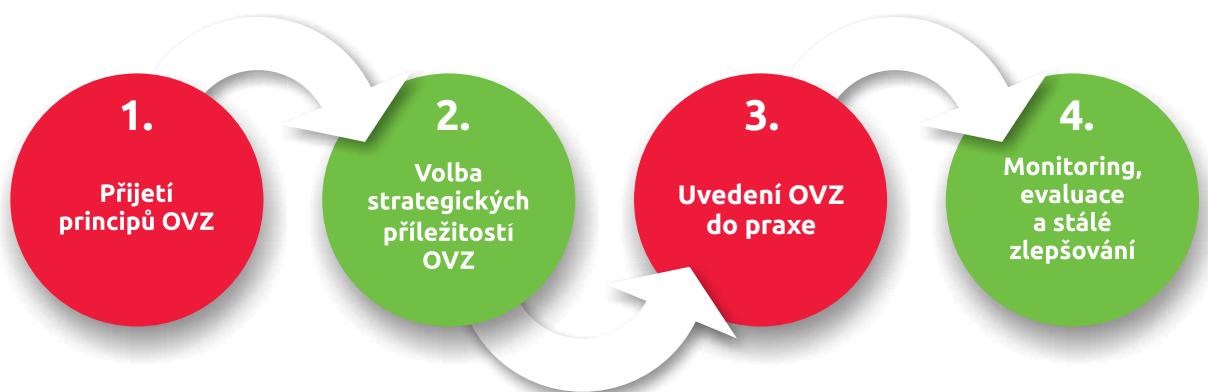 1.
Přijetí
principů OVZ
2.
Volba
strategických
příležitostí
OVZ
3.
Uvedení OVZ
do praxe
4.
Monitoring,
evaluace
a stálé
zlepšování